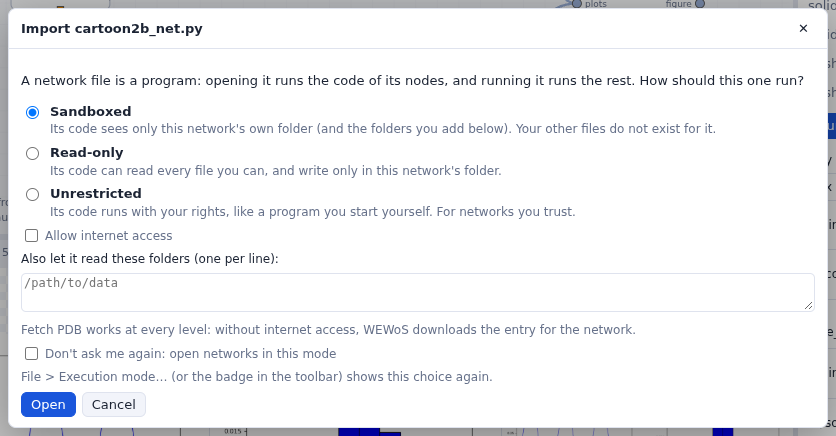 plots
figure
Import cartoon2b_net.py
×
A network file is a program: opening it runs the code of its nodes, and running it runs the rest. How should this one run?
Sandboxed
Its code sees only this network's own folder (and the folders you add below). Your other files do not exist for it.
Read-only
Its code can read every file you can, and write only in this network's folder.
Unrestricted
Its code runs with your rights, like a program you start yourself. For networks you trust.
Allow internet access
Also let it read these folders (one per line):
/path/to/data
Fetch PDB works at every level: without internet access, WEWoS downloads the entry for the network.
Don't ask me again: open networks in this mode
File > Execution mode... (or the badge in the toolbar) shows this choice again.
Open
Cancel
0.015